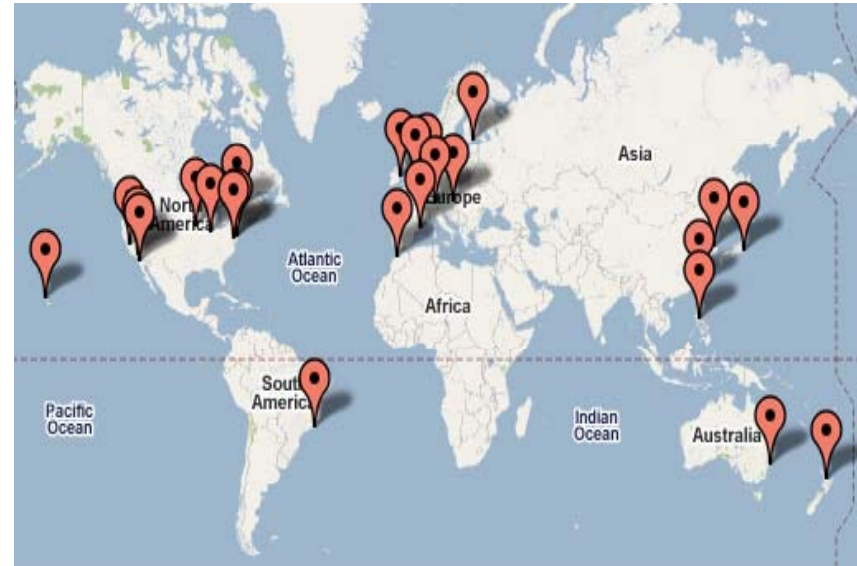 Asia
North
America
Europe
Atlantic
Ocean
Africa
South
America
Pacific
Ocean
Indian
Ocean
Australia